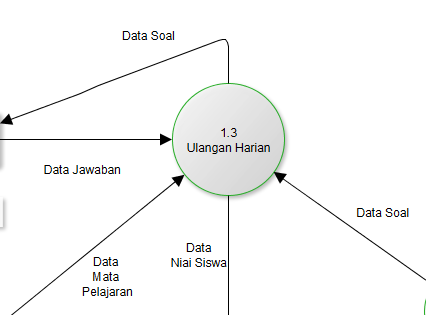 Data Soal
1.3
Ulangan Harian
Data Jawaban
Data Soal
Data
Mata
Pelajaran
Data
Niai Siswa